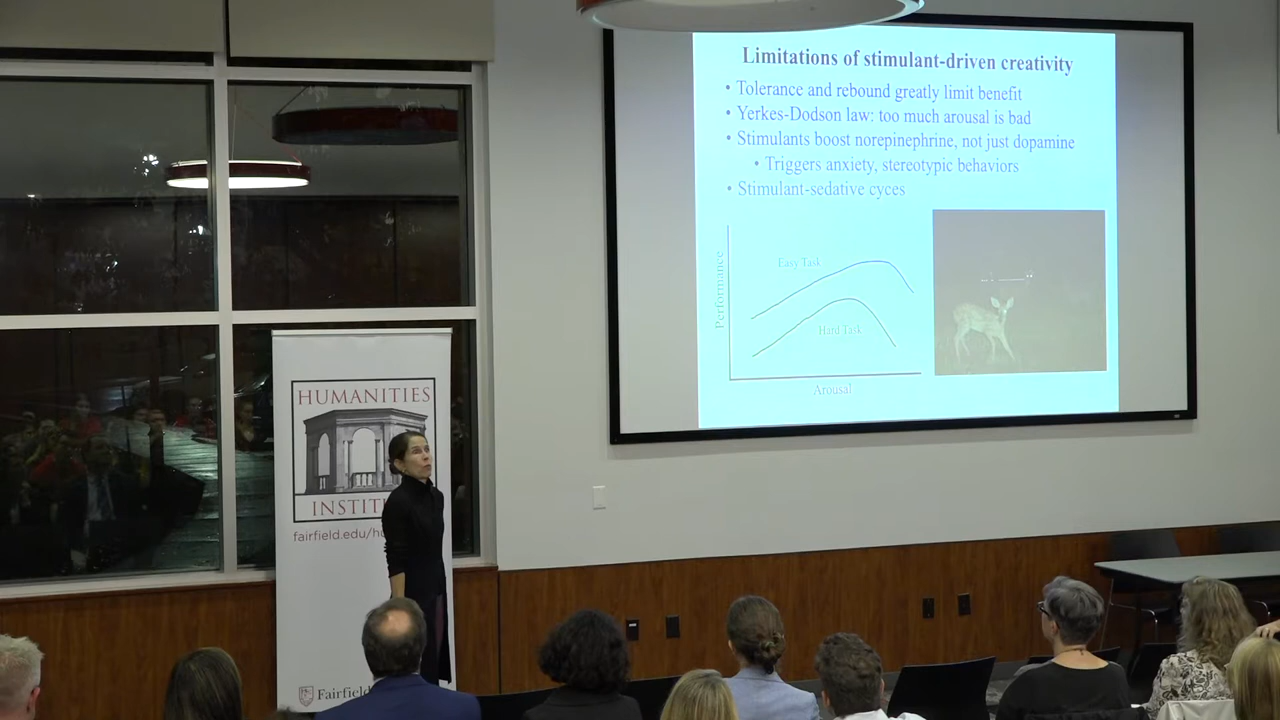 Limitations of stimulant-driven creativity
• Tolerance and rebound greatly limit benefit
• Yerkes-Dodson law: too much arousal is bad
• Stimulants boost norepinephrine, not just dopamine
• Triggers anxiety, stereotypic behaviors
• Stimulant-sedative cyces
Performance
Easy Task
Hard Task
Arousal
HUMANITIES
INSTIT
fairfield.edu/h
Fairfield